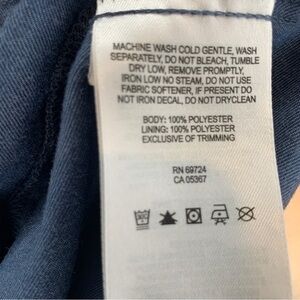 MACHINE WASH COLD GENTLE, WASH
SEPARATELY, DO NOT BLEACH, TUMBLE
DRY LOW, REMOVE PROMPTLY,
IRON LOW NO STEAM, DO NOT USE
FABRIC SOFTENER, IF PRESENT DO
NOT IRON DECAL, DO NOT DRYCLEAN
BODY: 100% POLYESTER
LINING: 100% POLYESTER
EXCLUSIVE OF TRIMMING
RN 69724
CA 05367